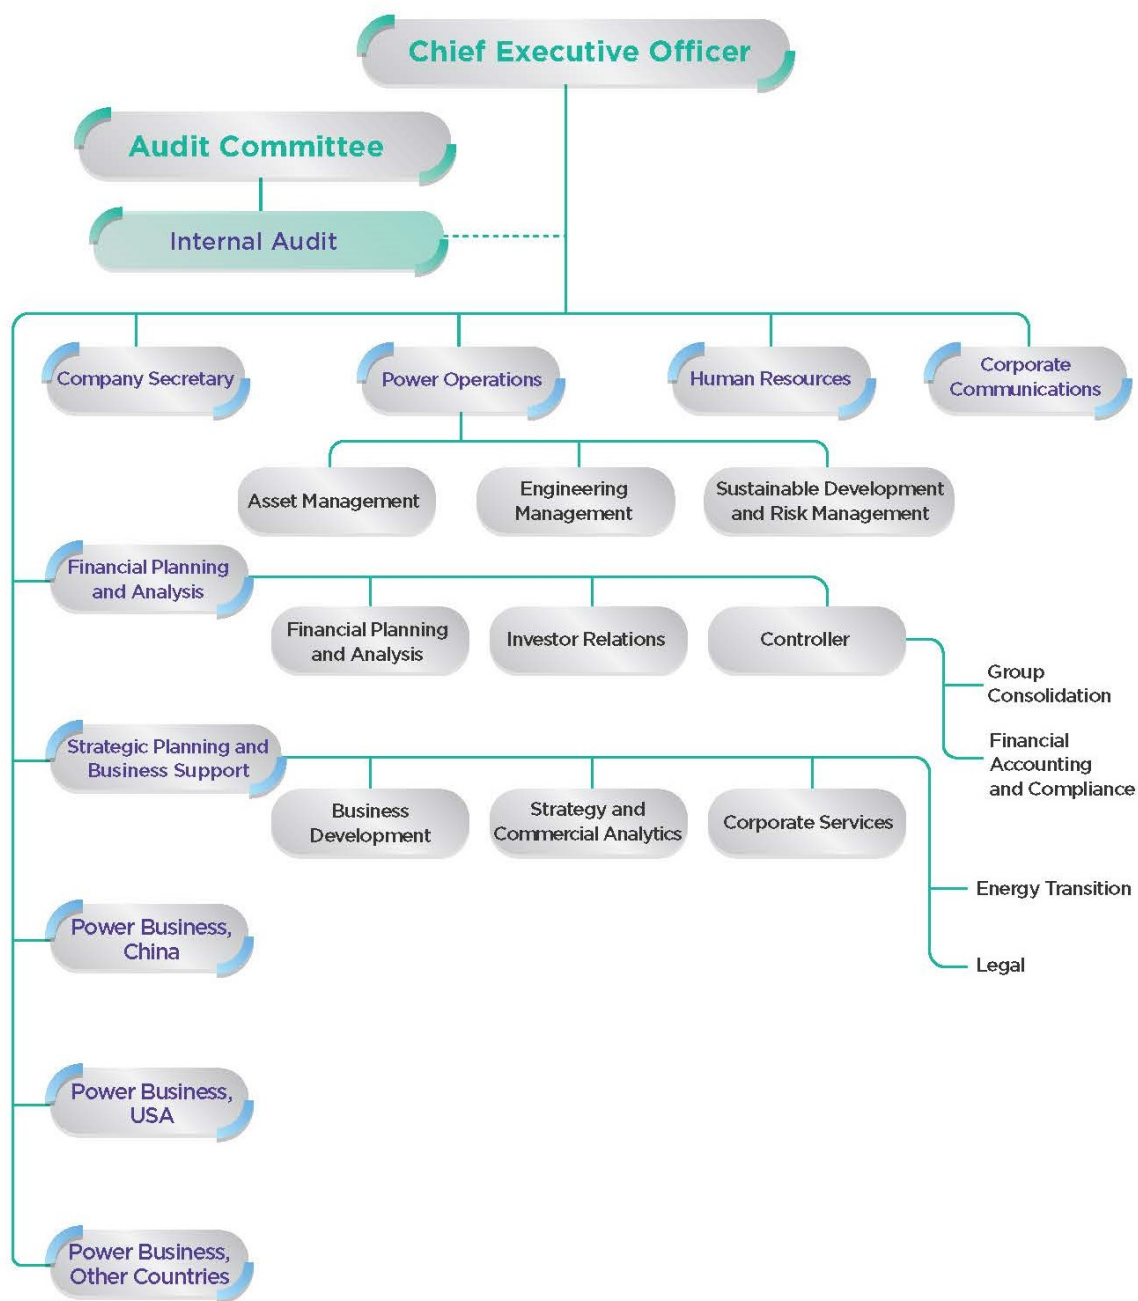 Chief Executive Officer
Audit Committee
Internal Audit
Company Secretary
Power Operations
Human Resources
Corporate
Communications
Asset Management
Engineering
Management
Sustainable Development
and Risk Management
Financial Planning
and Analysis
Financial Planning
and Analysis
Investor Relations
Controller
Group
Consolidation
Financial
Accounting
and Compliance
Strategic Planning and
Business Support
Business
Development
Strategy and
Commercial Analytics
Corporate Services
Energy Transition
Legal
Power Business,
China
Power Business,
USA
Power Business,
Other Countries